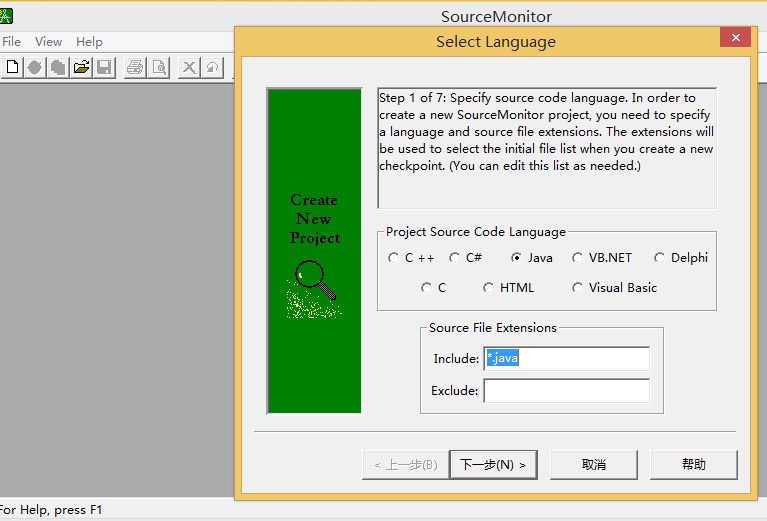 SourceMonitor
File View Help
Select Language
Create
New
Project
Step 1 of 7: Specify source code language. In order to
create a new SourceMonitor project, you need to specify
a language and source file extensions. The extensions will
be used to select the initial file list when you create a new
checkpoint. (You can edit this list as needed.)
Project Source Code Language
C ++ C# Java VB.NET Delphi
C HTML Visual Basic
Source File Extensions
Include: *.java
Exclude:
< 上一步(B) 下一步(N) > 取消 帮助
For Help, press F1